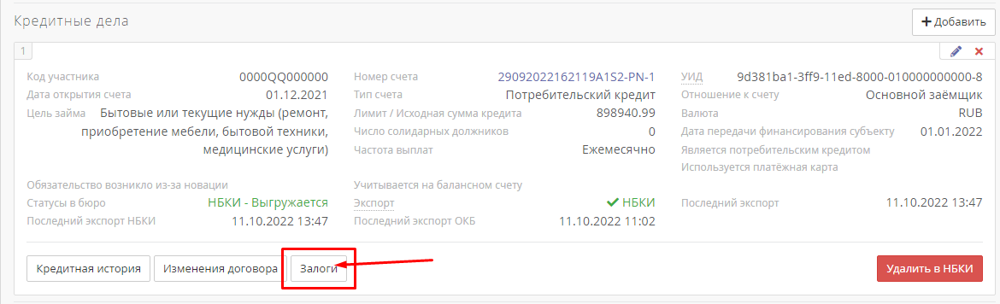 Кредитные дела
Добавить
1
Код участника 0000QQ000000 Номер счета 29092022162119A1S2-PN-1 УИД 9d381ba1-3ff9-11ed-8000-010000000000-8
Дата открытия счета 01.12.2021 Тип счета Потребительский кредит Отношение к счету Основной заёмщик
Цель займа Бытовые или текущие нужды (ремонт, Лимит / Исходная сумма кредита 898940.99 Валюта RUB
приобретение мебели, бытовой техники, Число солидарных должников 0 Дата передачи финансирования субъекту 01.01.2022
медицинские услуги) Частота выплат Ежемесячно Является потребительским кредитом
Используется платёжная карта
Обязательство возникло из-за новации Учитывается на балансном счету
Статусы в бюро НБКИ - Выгружается Экспорт НБКИ Последний экспорт 11.10.2022 13:47
Последний экспорт НБКИ 11.10.2022 13:47 Последний экспорт ОКБ 11.10.2022 11:02
Кредитная история Изменения договора Залоги Удалить в НБКИ